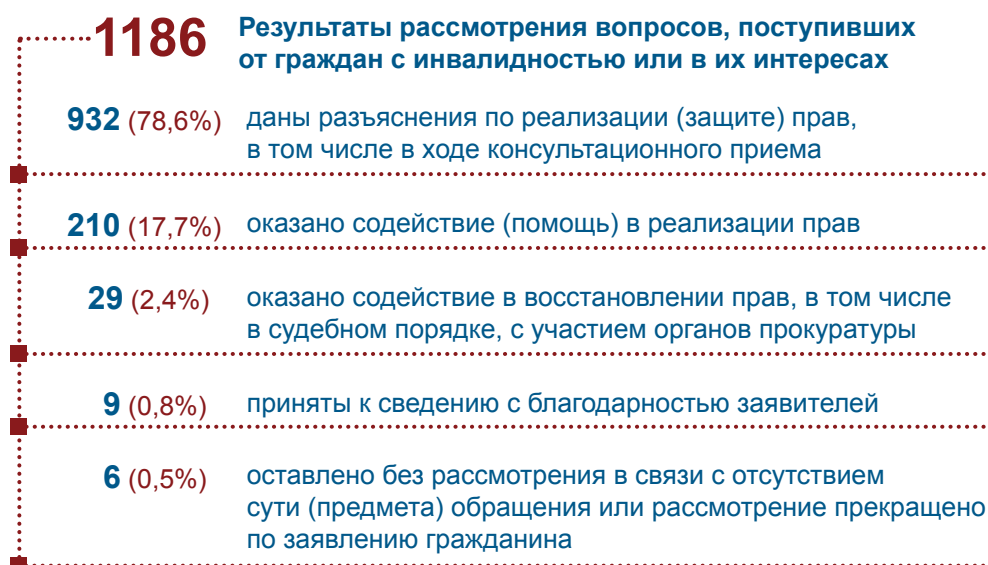 1186 Результаты рассмотрения вопросов, поступивших
от граждан с инвалидностью или в их интересах
932 (78,6%) даны разъяснения по реализации (защите) прав,
в том числе в ходе консультационного приема
210 (17,7%) оказано содействие (помощь) в реализации прав
29 (2,4%) оказано содействие в восстановлении прав, в том числе
в судебном порядке, с участием органов прокуратуры
9 (0,8%) приняты к сведению с благодарностью заявителей
6 (0,5%) оставлено без рассмотрения в связи с отсутствием
сути (предмета) обращения или рассмотрение прекращено
по заявлению гражданина